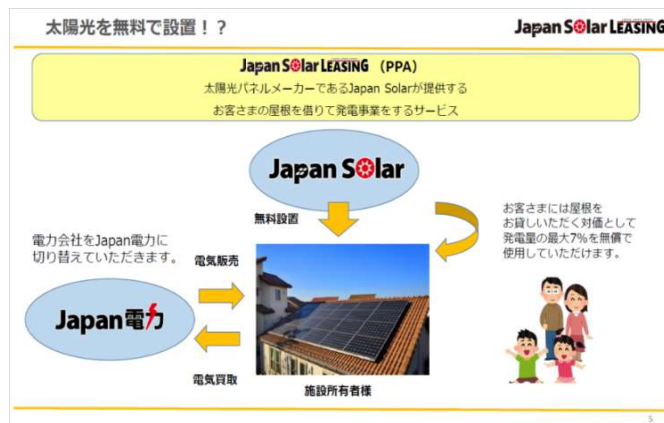 太陽光を無料で設置！？
Japan Solar LEASING
Japan Solar LEASING （PPA）
太陽光パネルメーカーであるJapan Solarが提供する
お客さまの屋根を借りて発電事業をするサービス
Japan Solar
無料設置
お客さまには屋根を
お貸しいただく対価として
発電量の最大7％を無償で
使用していただけます。
電力会社をJapan電力に
切り替えていただきます。
電気販売
Japan電力
電気買取
施設所有者様
5